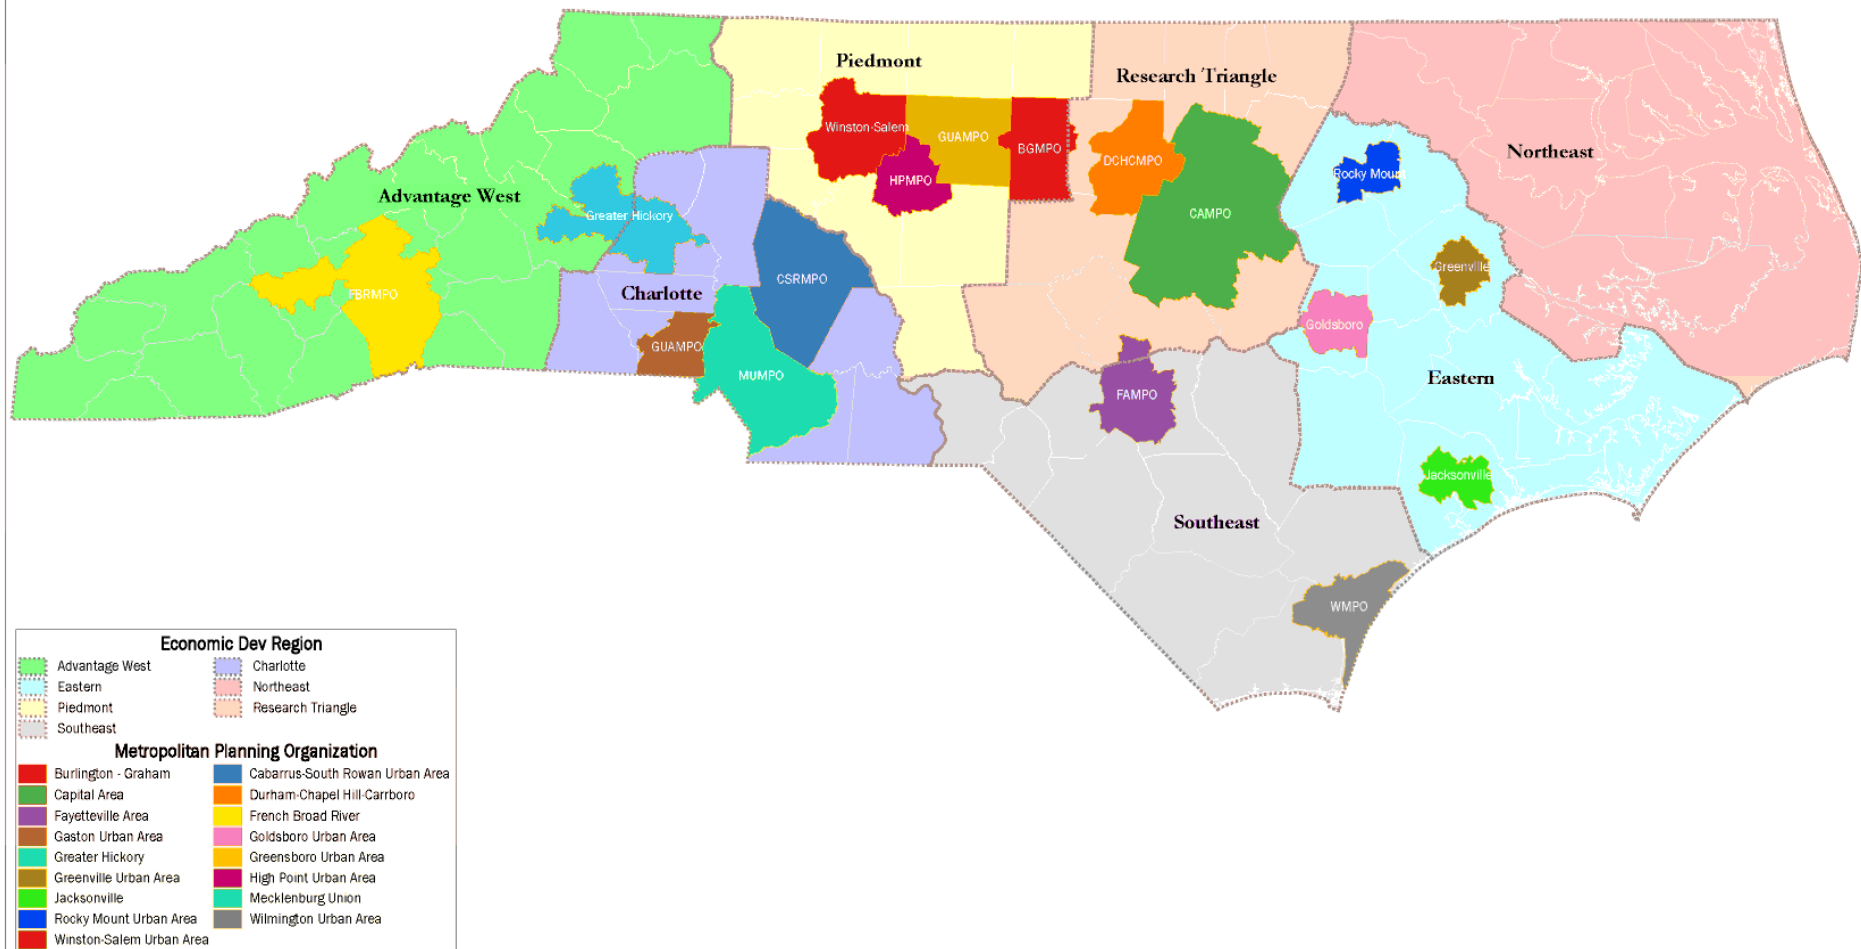 Piedmont
Research Triangle
Winston-Salem
GUAMPO
BGMPO
DCHCMPO
HPMPO
CAMPO
Rocky Mount
Northeast
Advantage West
Greater Hickory
FBRMPO
CSRMPO
Charlotte
GUAMPO
MUMPO
Greenville
Goldsboro
Eastern
FAMPO
Jacksonville
Southeast
WMPO
Economic Dev Region
Advantage West
Charlotte
Eastern
Northeast
Piedmont
Research Triangle
Southeast
Metropolitan Planning Organization
Burlington - Graham
Cabarrus-South Rowan Urban Area
Capital Area
Durham-Chapel Hill-Carrboro
Fayetteville Area
French Broad River
Gaston Urban Area
Goldsboro Urban Area
Greater Hickory
Greensboro Urban Area
Greenville Urban Area
High Point Urban Area
Jacksonville
Mecklenburg Union
Rocky Mount Urban Area
Wilmington Urban Area
Winston-Salem Urban Area